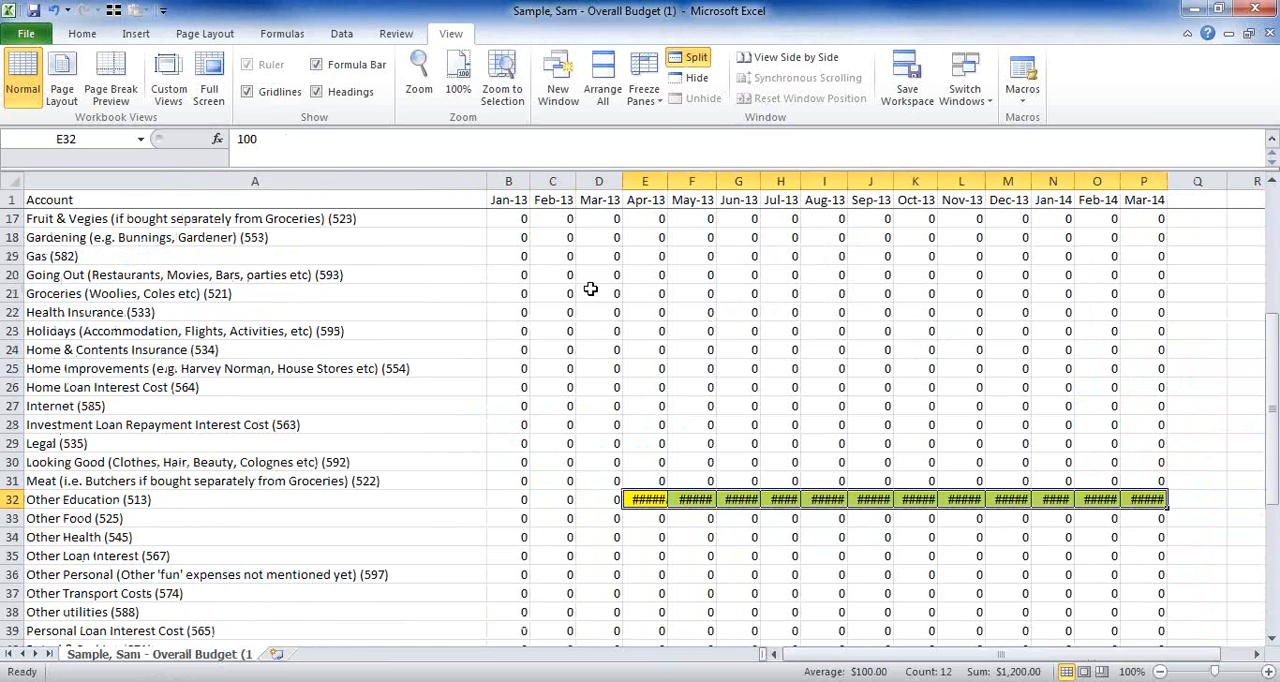 Sample, Sam - Overall Budget (1) - Microsoft Excel
File Home Insert Page Layout Formulas Data Review View
Normal Page Layout Page Break Preview Custom Views Full Screen Ruler Formula Bar Gridlines Headings Zoom 100% Zoom to Selection New Window Arrange All Freeze Panes Split Hide Unhide View Side by Side Synchronous Scrolling Reset Window Position Save Workspace Switch Windows Macros
Workbook Views Show Zoom Window Macros
E32 fx 100
A B C D E F G H I J K L M N O P Q R
1 Account Jan-13 Feb-13 Mar-13 Apr-13 May-13 Jun-13 Jul-13 Aug-13 Sep-13 Oct-13 Nov-13 Dec-13 Jan-14 Feb-14 Mar-14
17 Fruit & Vegies (if bought separately from Groceries) (523) 0 0 0 0 0 0 0 0 0 0 0 0 0 0 0
18 Gardening (e.g. Bunnings, Gardener) (553) 0 0 0 0 0 0 0 0 0 0 0 0 0 0 0
19 Gas (582) 0 0 0 0 0 0 0 0 0 0 0 0 0 0 0
20 Going Out (Restaurants, Movies, Bars, parties etc) (593) 0 0 0 0 0 0 0 0 0 0 0 0 0 0 0
21 Groceries (Woolies, Coles etc) (521) 0 0 0 0 0 0 0 0 0 0 0 0 0 0 0
22 Health Insurance (533) 0 0 0 0 0 0 0 0 0 0 0 0 0 0 0
23 Holidays (Accommodation, Flights, Activities, etc) (595) 0 0 0 0 0 0 0 0 0 0 0 0 0 0 0
24 Home & Contents Insurance (534) 0 0 0 0 0 0 0 0 0 0 0 0 0 0 0
25 Home Improvements (e.g. Harvey Norman, House Stores etc) (554) 0 0 0 0 0 0 0 0 0 0 0 0 0 0 0
26 Home Loan Interest Cost (564) 0 0 0 0 0 0 0 0 0 0 0 0 0 0 0
27 Internet (585) 0 0 0 0 0 0 0 0 0 0 0 0 0 0 0
28 Investment Loan Repayment Interest Cost (563) 0 0 0 0 0 0 0 0 0 0 0 0 0 0 0
29 Legal (535) 0 0 0 0 0 0 0 0 0 0 0 0 0 0 0
30 Looking Good (Clothes, Hair, Beauty, Colognes etc) (592) 0 0 0 0 0 0 0 0 0 0 0 0 0 0 0
31 Meat (i.e. Butchers if bought separately from Groceries) (522) 0 0 0 0 0 0 0 0 0 0 0 0 0 0 0
32 Other Education (513) 0 0 0 ##### ##### ##### #### ##### ##### ##### ##### ##### #### ##### #####
33 Other Food (525) 0 0 0 0 0 0 0 0 0 0 0 0 0 0 0
34 Other Health (545) 0 0 0 0 0 0 0 0 0 0 0 0 0 0 0
35 Other Loan Interest (567) 0 0 0 0 0 0 0 0 0 0 0 0 0 0 0
36 Other Personal (Other 'fun' expenses not mentioned yet) (597) 0 0 0 0 0 0 0 0 0 0 0 0 0 0 0
37 Other Transport Costs (574) 0 0 0 0 0 0 0 0 0 0 0 0 0 0 0
38 Other utilities (588) 0 0 0 0 0 0 0 0 0 0 0 0 0 0 0
39 Personal Loan Interest Cost (565) 0 0 0 0 0 0 0 0 0 0 0 0 0 0 0
Sample, Sam - Overall Budget (1
Ready Average: $100.00 Count: 12 Sum: $1,200.00 100%